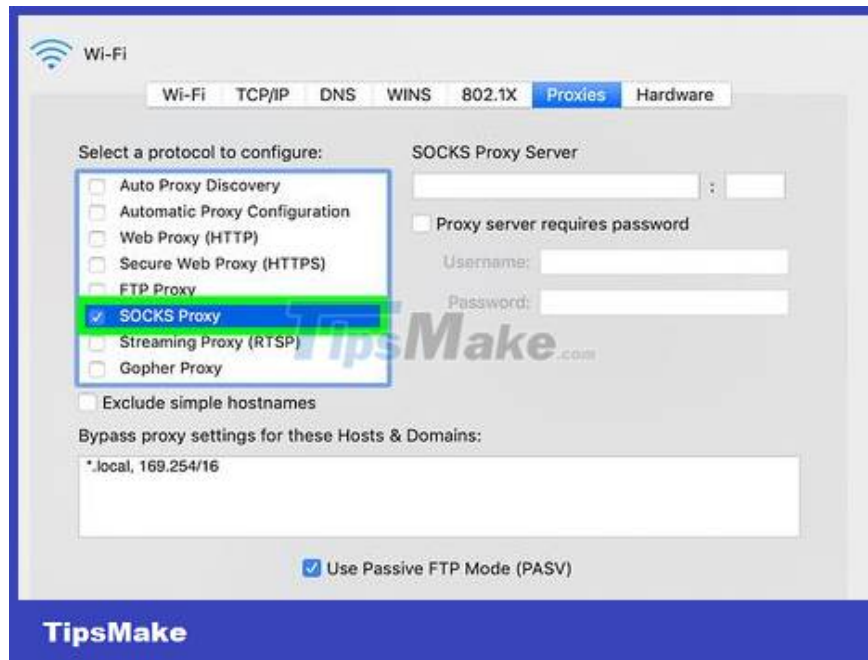 Wi-Fi
Wi-Fi TCP/IP DNS WINS 802.1X Proxies Hardware
Select a protocol to configure:
Auto Proxy Discovery
Automatic Proxy Configuration
Web Proxy (HTTP)
Secure Web Proxy (HTTPS)
FTP Proxy
SOCKS Proxy
Streaming Proxy (RTSP)
Gopher Proxy
SOCKS Proxy Server
:
Proxy server requires password
Username:
Password:
TipsMake.com
Exclude simple hostnames
Bypass proxy settings for these Hosts & Domains:
*.local, 169.254/16
Use Passive FTP Mode (PASV)
TipsMake